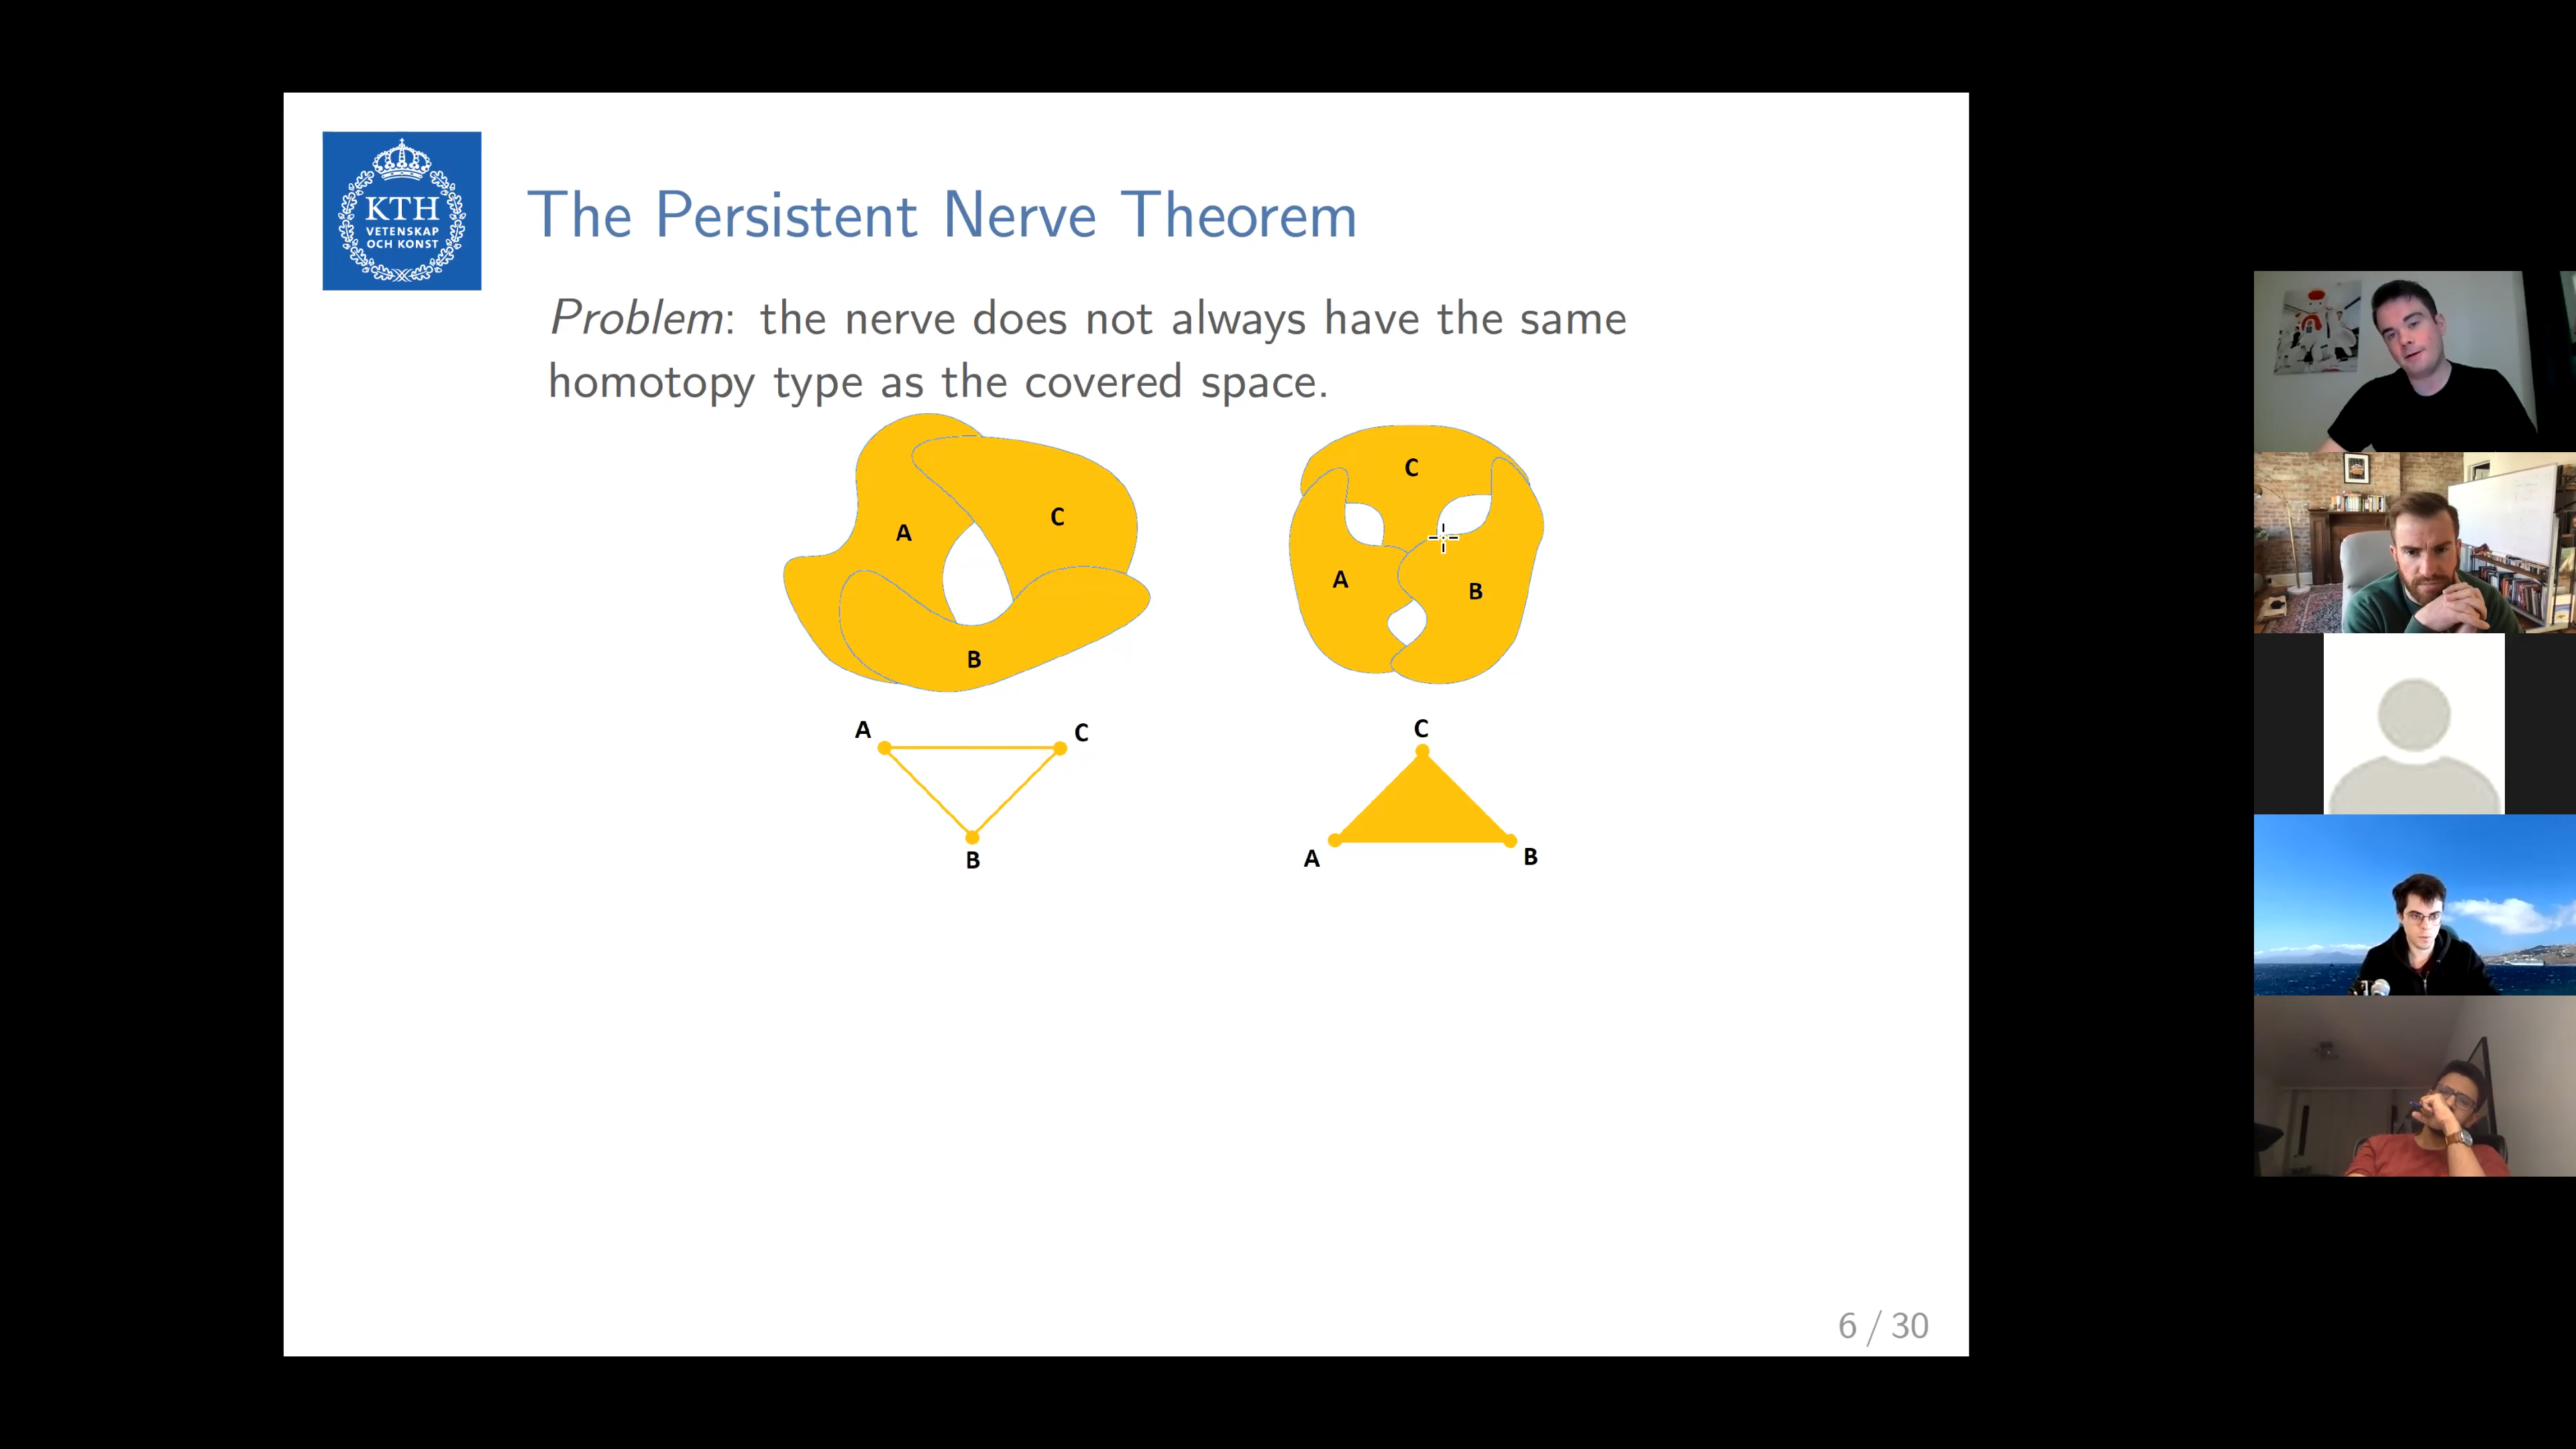 KTH
VETENSKAP
OCH KONST
The Persistent Nerve Theorem
Problem: the nerve does not always have the same
homotopy type as the covered space.
A
C
B
C
A
B
A
C
B
C
A
B
6 / 30